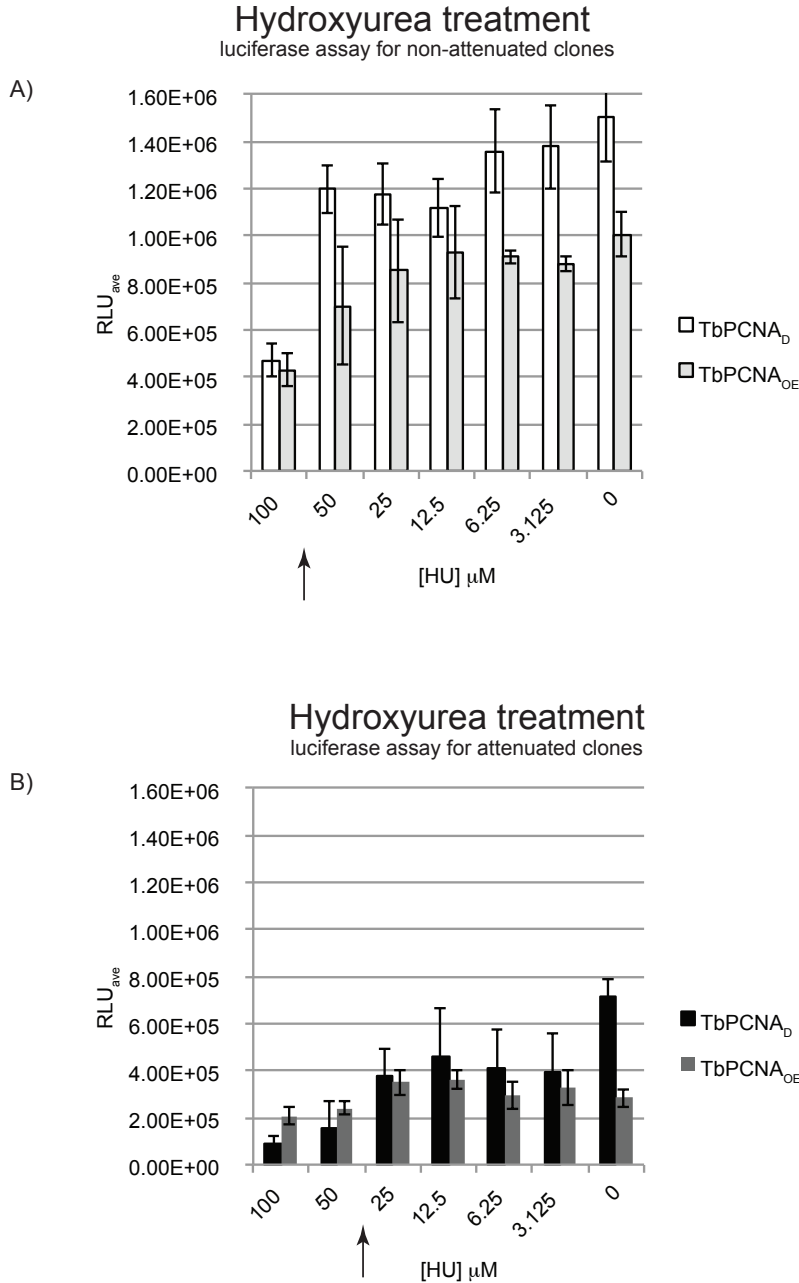 Hydroxyurea treatment
luciferase assay for non-attenuated clones
A)
1.60E+06
1.40E+06
1.20E+06
1.00E+06
8.00E+05
6.00E+05
4.00E+05
2.00E+05
0.00E+00
RLUave
100
50
25
12.5
6.25
3.125
0
[HU] μM
TbPCNAD
TbPCNAOE
Hydroxyurea treatment
luciferase assay for attenuated clones
B)
1.60E+06
1.40E+06
1.20E+06
1.00E+06
8.00E+05
6.00E+05
4.00E+05
2.00E+05
0.00E+00
RLUave
100
50
25
12.5
6.25
3.125
0
[HU] μM
TbPCNAD
TbPCNAOE